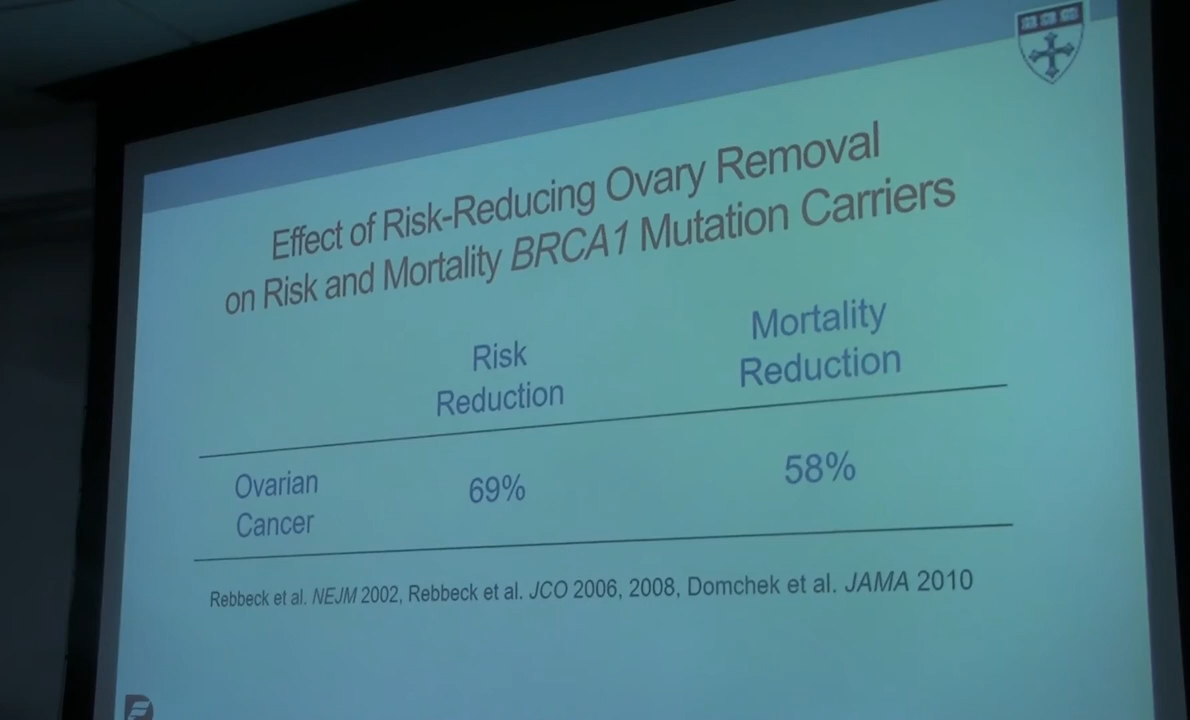 Effect of Risk-Reducing Ovary Removal
on Risk and Mortality BRCA1 Mutation Carriers
Risk
Reduction
Mortality
Reduction
Ovarian
Cancer
69%
58%
Rebbeck et al. NEJM 2002, Rebbeck et al. JCO 2006, 2008, Domchek et al. JAMA 2010